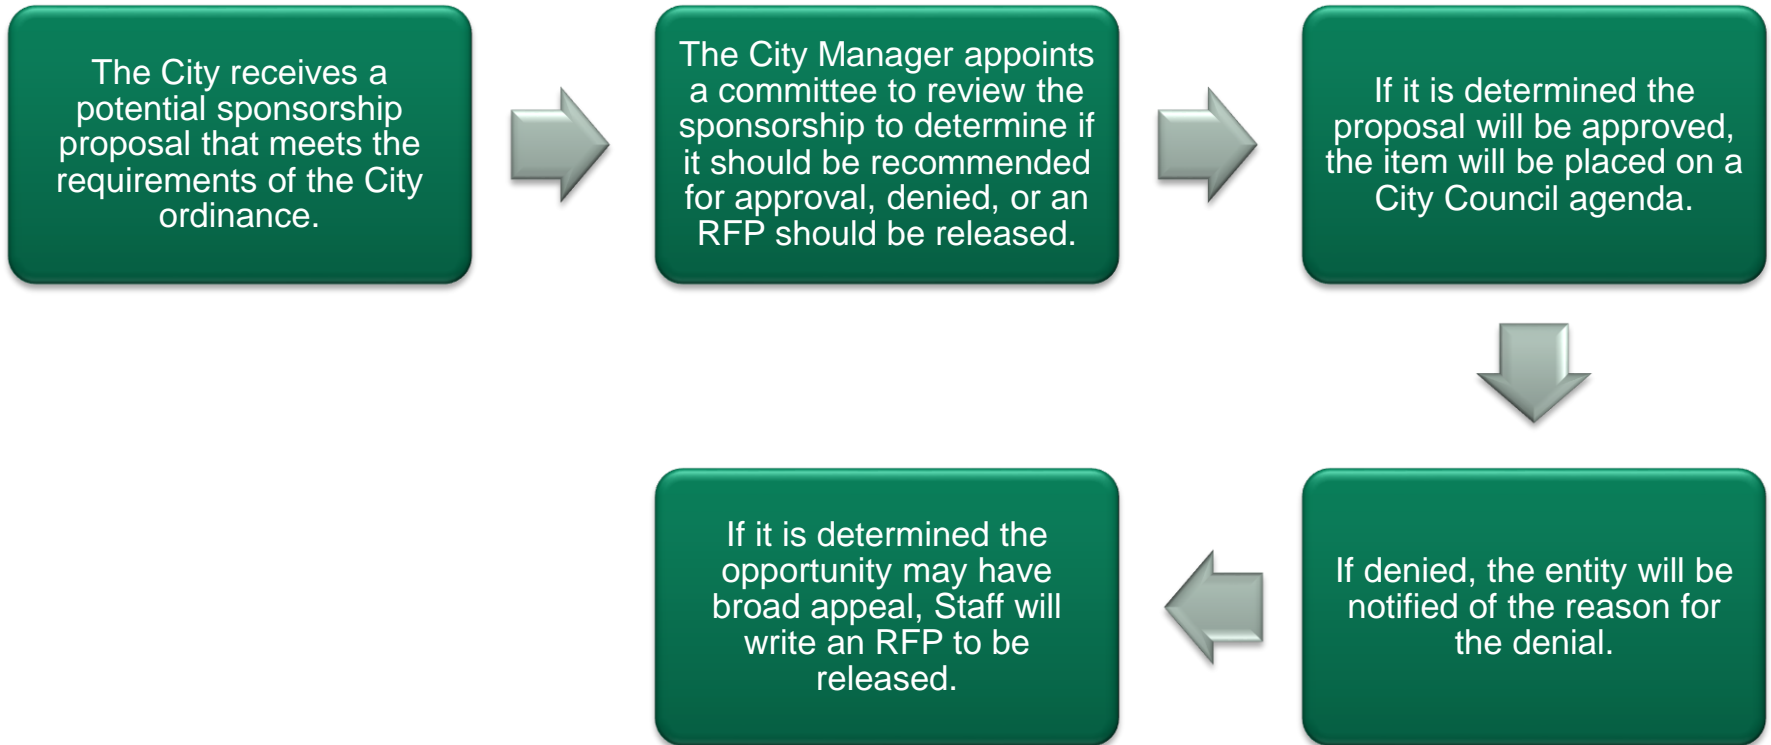 The City receives a
potential sponsorship
proposal that meets the
requirements of the City
ordinance.
The City Manager appoints
a committee to review the
sponsorship to determine if
it should be recommended
for approval, denied, or an
RFP should be released.
If it is determined the
proposal will be approved,
the item will be placed on a
City Council agenda.
If denied, the entity will be
notified of the reason for
the denial.
If it is determined the
opportunity may have
broad appeal, Staff will
write an RFP to be
released.